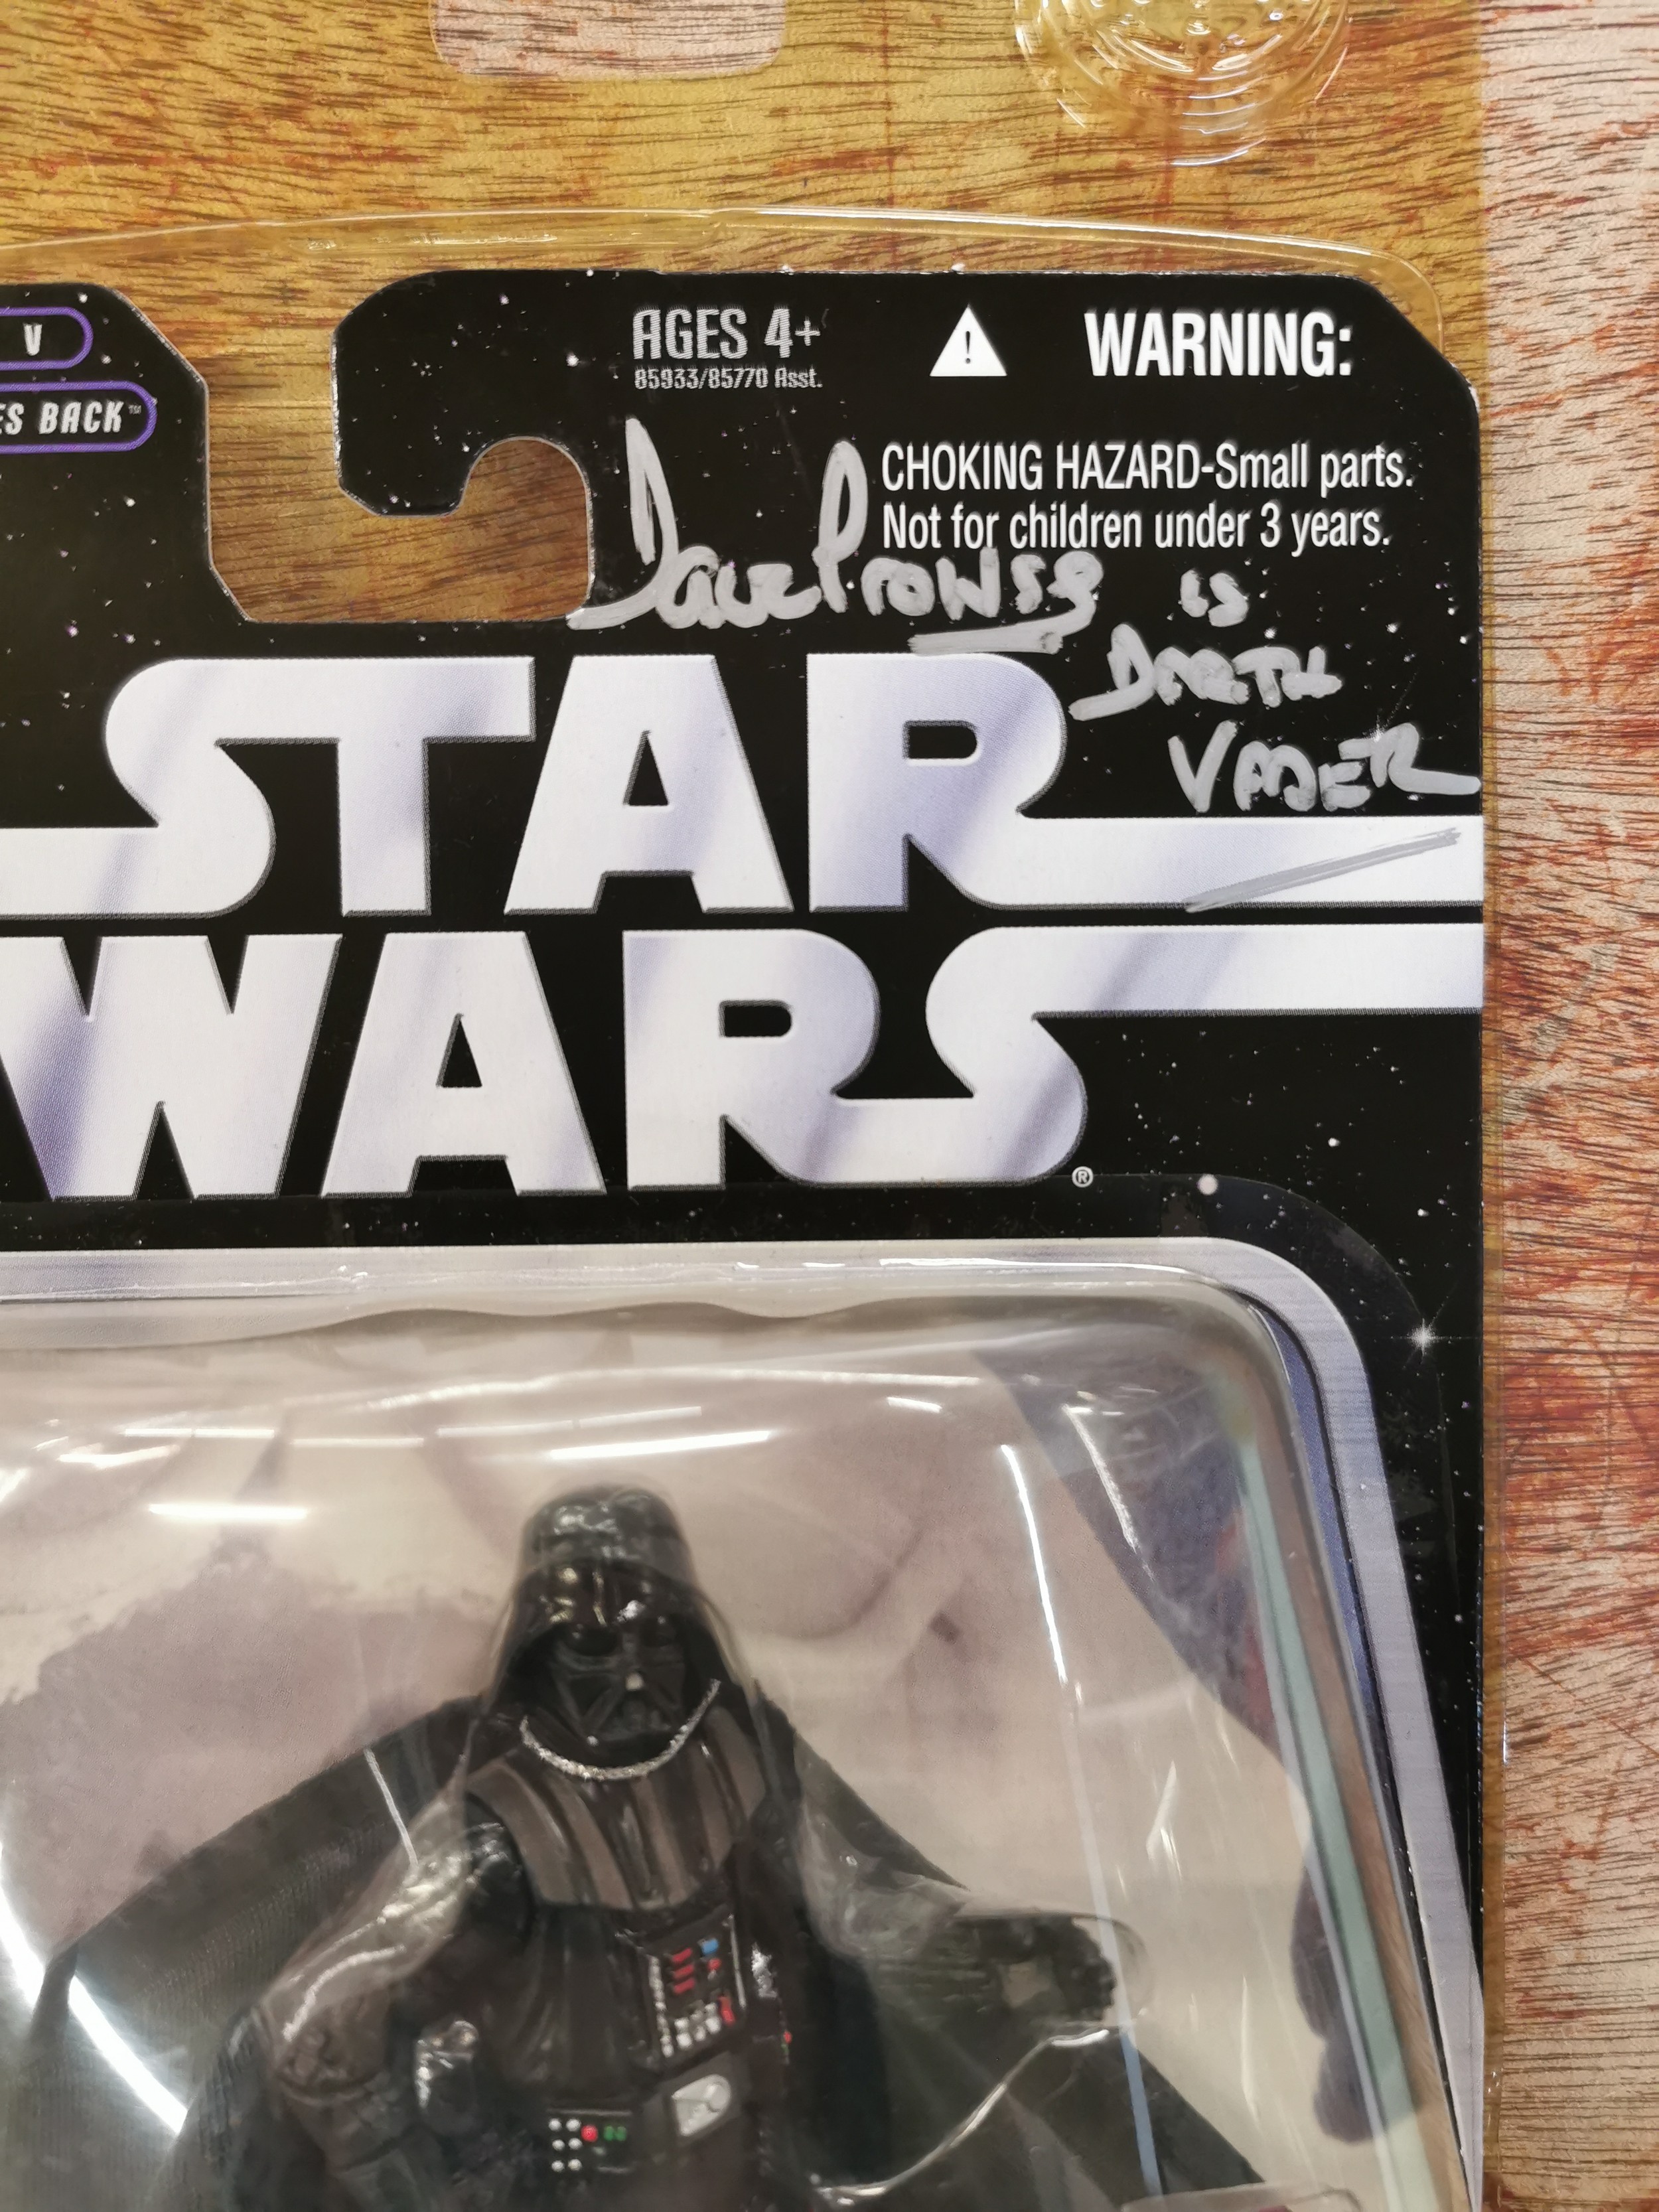 V
ES BACK™
AGES 4+
85933/85770 Asst.
WARNING:
CHOKING HAZARD-Small parts.
Not for children under 3 years.
Dave Prowse is
DARTH
VADER
STAR
WARS®